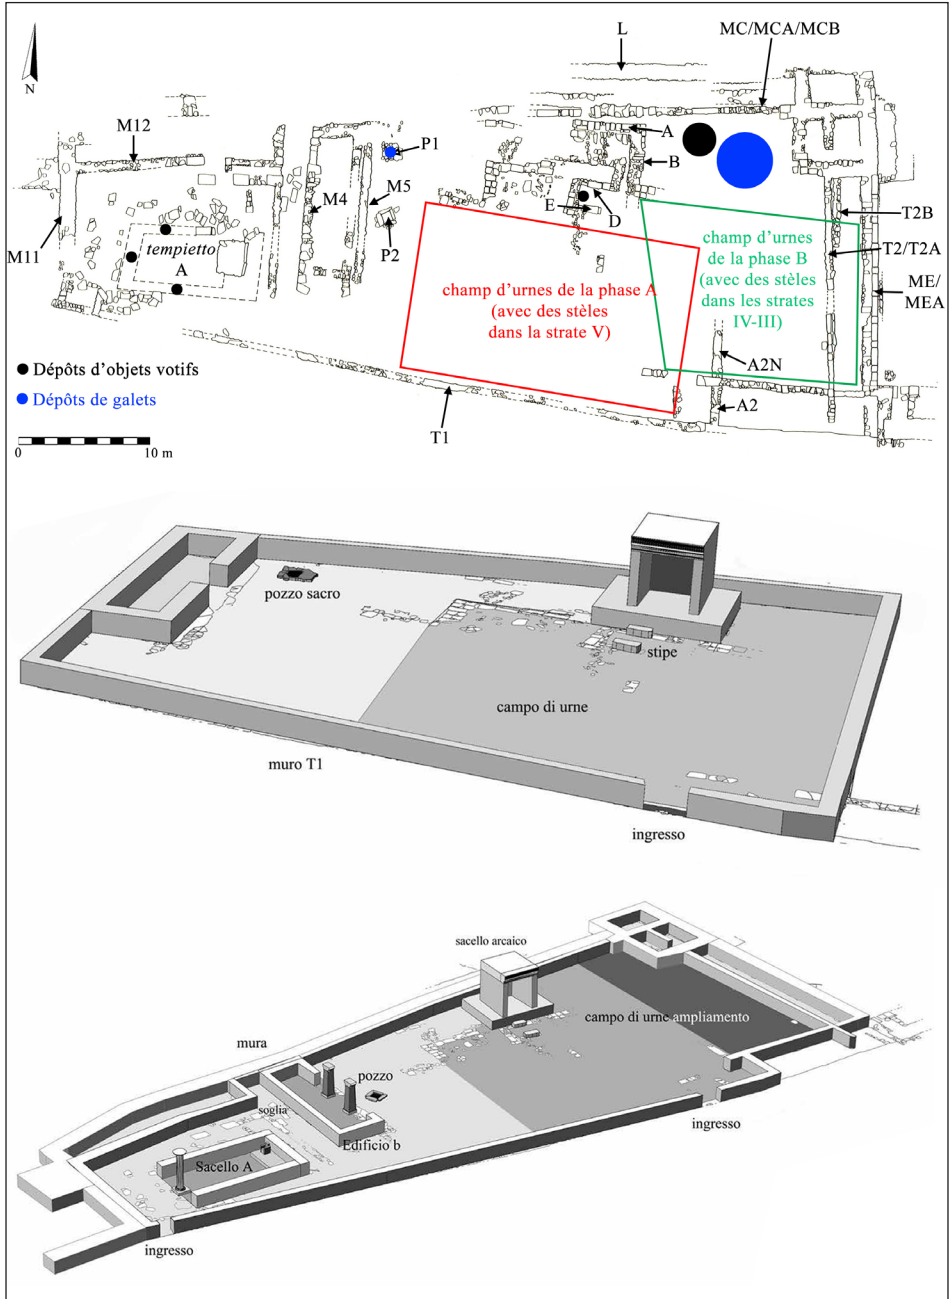 L
MC/MCA/MCB
N
M12
P1
A
B
M4
M5
E
D
T2B
M11
tempietto
A
P2
champ d'urnes
de la phase B
(avec des stèles
dans les strates
IV-III)
T2/T2A
ME/
MEA
champ d'urnes de la phase A
(avec des stèles
dans la strate V)
Dépôts d'objets votifs
Dépôts de galets
A2N
A2
T1
0
10 m
pozzo sacro
stipe
campo di urne
muro T1
ingresso
sacello arcaico
campo di urne ampliamento
mura
pozzo
soglia
Edificio b
ingresso
Sacello A
ingresso